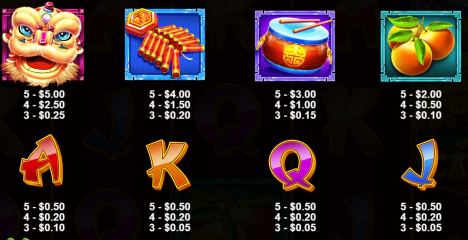 5 - $5.00
4 - $2.50
3 - $0.25
5 - $4.00
4 - $1.50
3 - $0.20
5 - $3.00
4 - $1.00
3 - $0.15
5 - $2.00
4 - $0.50
3 - $0.10
A
K
Q
J
5 - $0.50
4 - $0.20
3 - $0.10
5 - $0.50
4 - $0.20
3 - $0.05
5 - $0.50
4 - $0.20
3 - $0.05
5 - $0.50
4 - $0.20
3 - $0.05